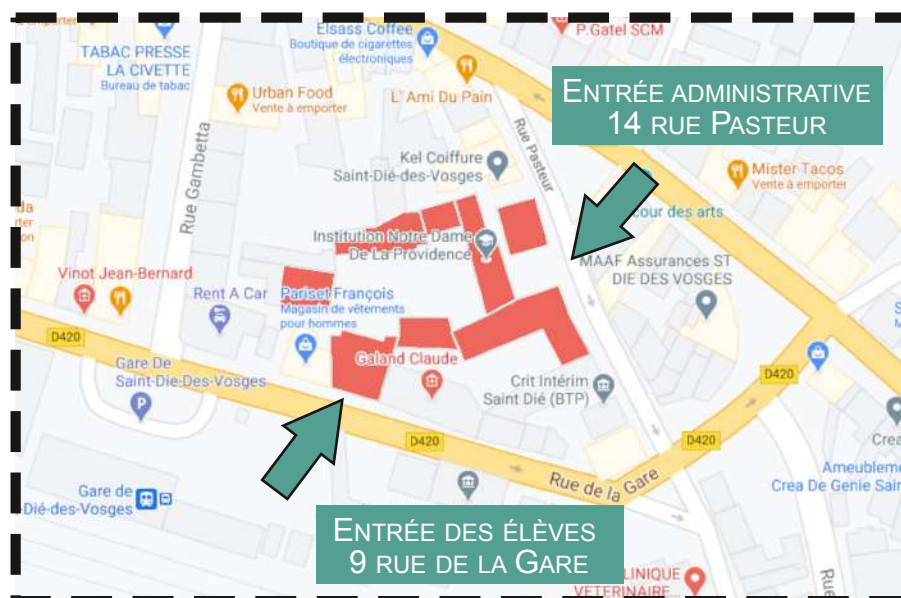 TABAC PRESSE
LA CIVETTE
Bureau de tabac
Elsass Coffee
Boutique de cigarettes
électroniques
P.Gatel SCM
Urban Food
Vente à emporter
L' Ami Du Pain
ENTRÉE ADMINISTRATIVE
14 RUE PASTEUR
Rue Pasteur
Rue Gambetta
Kel Coiffure
Saint-Dié-des-Vosges
Mister Tacos
Vente à emporter
cour des arts
Institution Notre Dame
De La Providence
MAAF Assurances ST
DIE DES VOSGES
Vinot Jean-Bernard
Rent A Car
Pariset François
Magasin de vêtements
pour hommes
D420
Galand Claude
Gare De
Saint-Die-Des-Vosges
P
Crit Intérim
Saint Dié (BTP)
D420
D420
D420
Rue de la Gare
Gare de
-Dié-des-Vosges
Crea
Ameubleme
Crea De Genie Sain
ENTRÉE DES ÉLÈVES
9 RUE DE LA GARE
LINIQUE
VETERINAIRE...
Rue